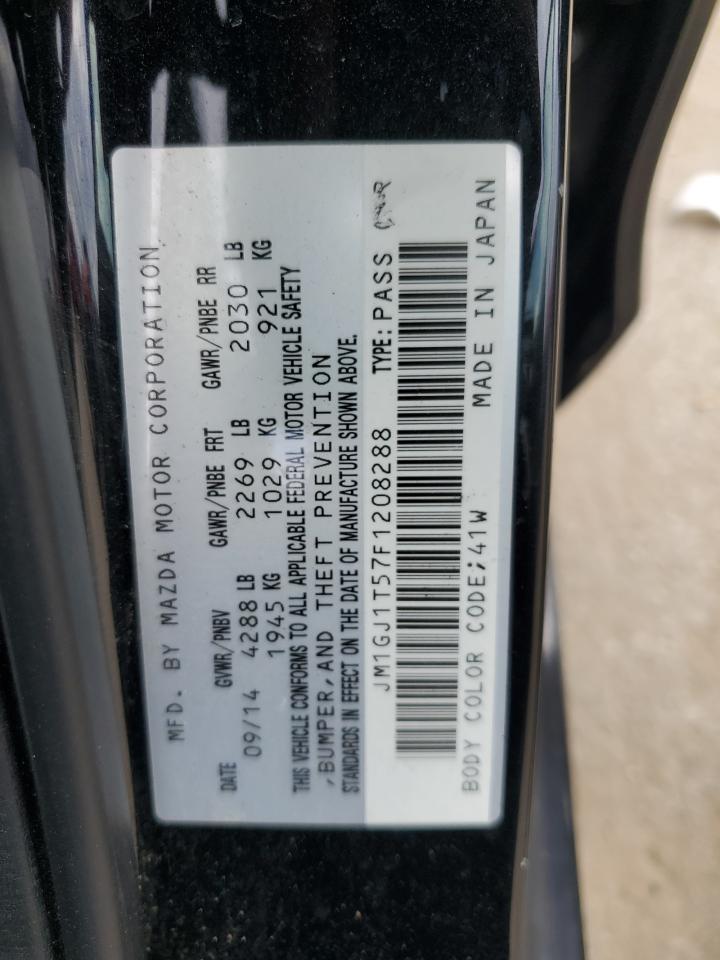 MFD. BY MAZDA MOTOR CORPORATION
DATE GVWR/PNBV GAWR/PNBE FRT GAWR/PNBE RR
09/14 4288 LB 2269 LB 2030 LB
1945 KG 1029 KG 921 KG
THIS VEHICLE CONFORMS TO ALL APPLICABLE FEDERAL MOTOR VEHICLE SAFETY
,BUMPER,AND THEFT PREVENTION
STANDARDS IN EFFECT ON THE DATE OF MANUFACTURE SHOWN ABOVE.
JM1GJ1T57F1208288 TYPE: PASS
BODY COLOR CODE;41W MADE IN JAPAN